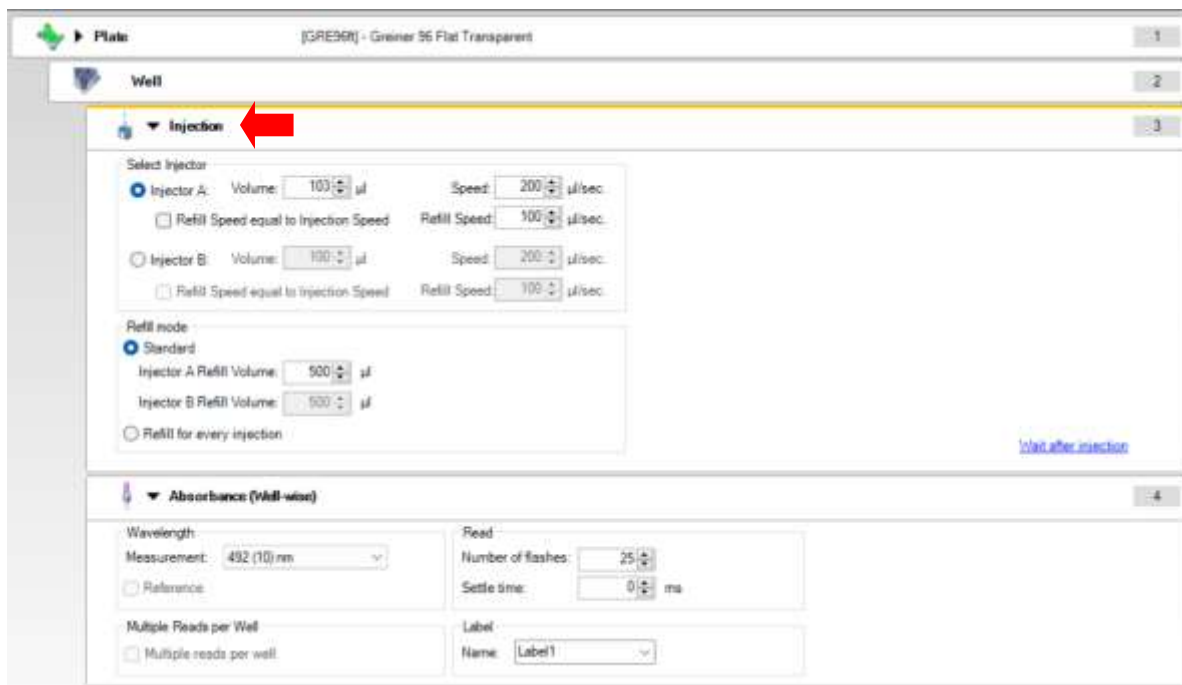 Plate [GRE96ft] - Greiner 96 Flat Transparent 1
Well 2
Injection 3
Select Injector
Injector A: Volume: 103 µl Speed: 200 µl/sec.
Refill Speed equal to Injection Speed Refill Speed: 100 µl/sec.
Injector B: Volume: 100 µl Speed: 200 µl/sec.
Refill Speed equal to Injection Speed Refill Speed: 100 µl/sec.
Refill mode
Standard
Injector A Refill Volume: 500 µl
Injector B Refill Volume: 500 µl
Refill for every injection
Wait after injection
Absorbance (Well-wise) 4
Wavelength Read
Measurement: 492 (10) nm Number of flashes: 25
Reference Settle time: 0 ms
Multiple Reads per Well Label
Multiple reads per well Name: Label1